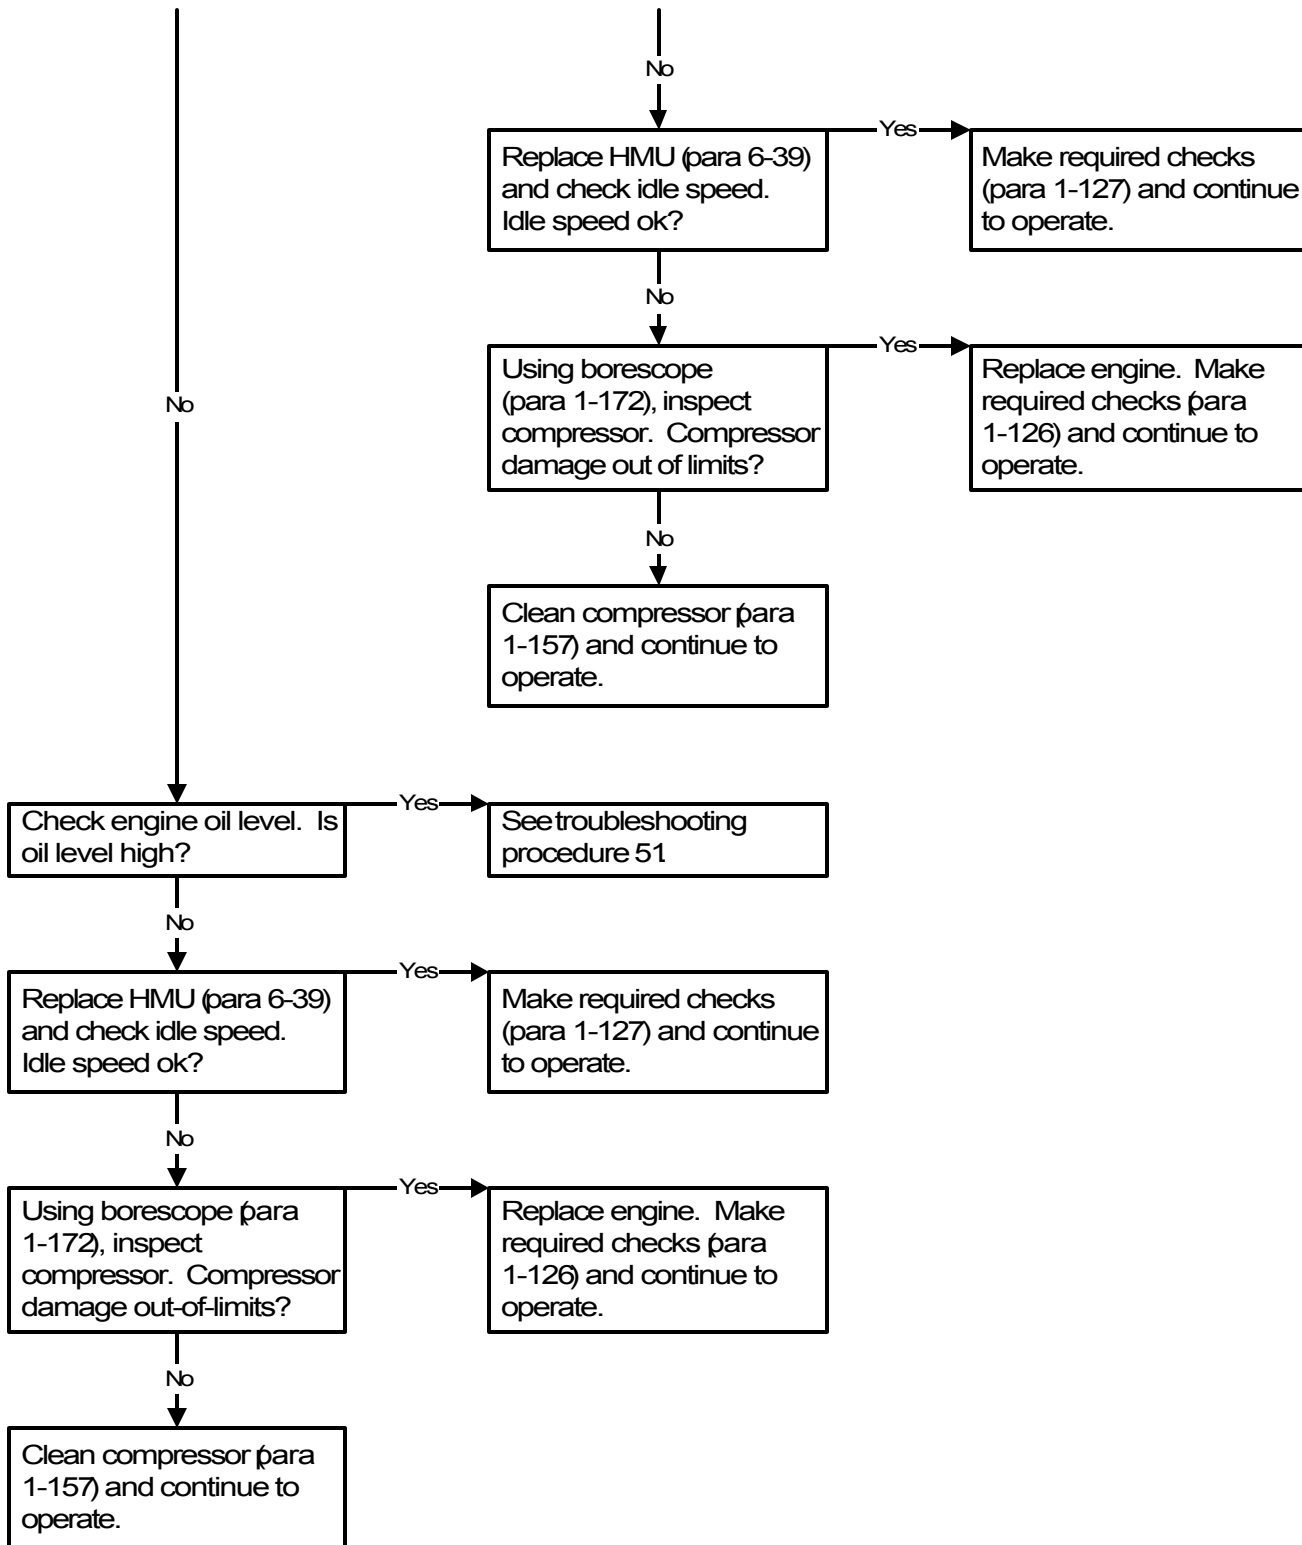 No
Replace HMU (para 6-39)
and check idle speed.
Idle speed ok?
Yes
Make required checks
(para 1-127) and continue
to operate.
No
Using borescope
(para 1-172), inspect
compressor. Compressor
damage out of limits?
Yes
Replace engine. Make
required checks (para
1-126) and continue to
operate.
No
Clean compressor (para
1-157) and continue to
operate.
No
Check engine oil level. Is
oil level high?
Yes
See troubleshooting
procedure 51.
No
Replace HMU (para 6-39)
and check idle speed.
Idle speed ok?
Yes
Make required checks
(para 1-127) and continue
to operate.
No
Using borescope (para
1-172), inspect
compressor. Compressor
damage out-of-limits?
Yes
Replace engine. Make
required checks (para
1-126) and continue to
operate.
No
Clean compressor (para
1-157) and continue to
operate.